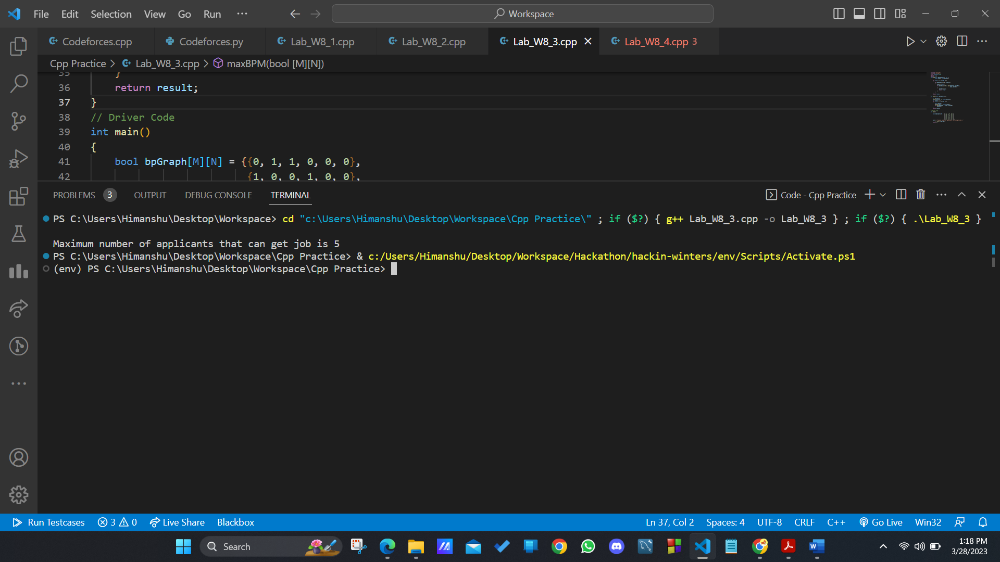 File Edit Selection View Go Run ··· Workspace
Codeforces.cpp Codeforces.py Lab_W8_1.cpp Lab_W8_2.cpp Lab_W8_3.cpp Lab_W8_4.cpp 3
Cpp Practice > Lab_W8_3.cpp > maxBPM(bool [M][N])
35 }
36 return result;
37 }
38 // Driver Code
39 int main()
40 {
41 bool bpGraph[M][N] = {{0, 1, 1, 0, 0, 0},
42 {1, 0, 0, 1, 0, 0},
PROBLEMS 3 OUTPUT DEBUG CONSOLE TERMINAL Code - Cpp Practice
PS C:\Users\Himanshu\Desktop\Workspace> cd "c:\Users\Himanshu\Desktop\Workspace\Cpp Practice\" ; if ($?) { g++ Lab_W8_3.cpp -o Lab_W8_3 } ; if ($?) { .\Lab_W8_3 }
Maximum number of applicants that can get job is 5
PS C:\Users\Himanshu\Desktop\Workspace\Cpp Practice> & c:/Users/Himanshu/Desktop/Workspace/Hackathon/hackin-winters/env/Scripts/Activate.ps1
(env) PS C:\Users\Himanshu\Desktop\Workspace\Cpp Practice>
Run Testcases 3 0 Live Share Blackbox Ln 37, Col 2 Spaces: 4 UTF-8 CRLF C++ Go Live Win32
Search 1:18 PM
3/28/2023